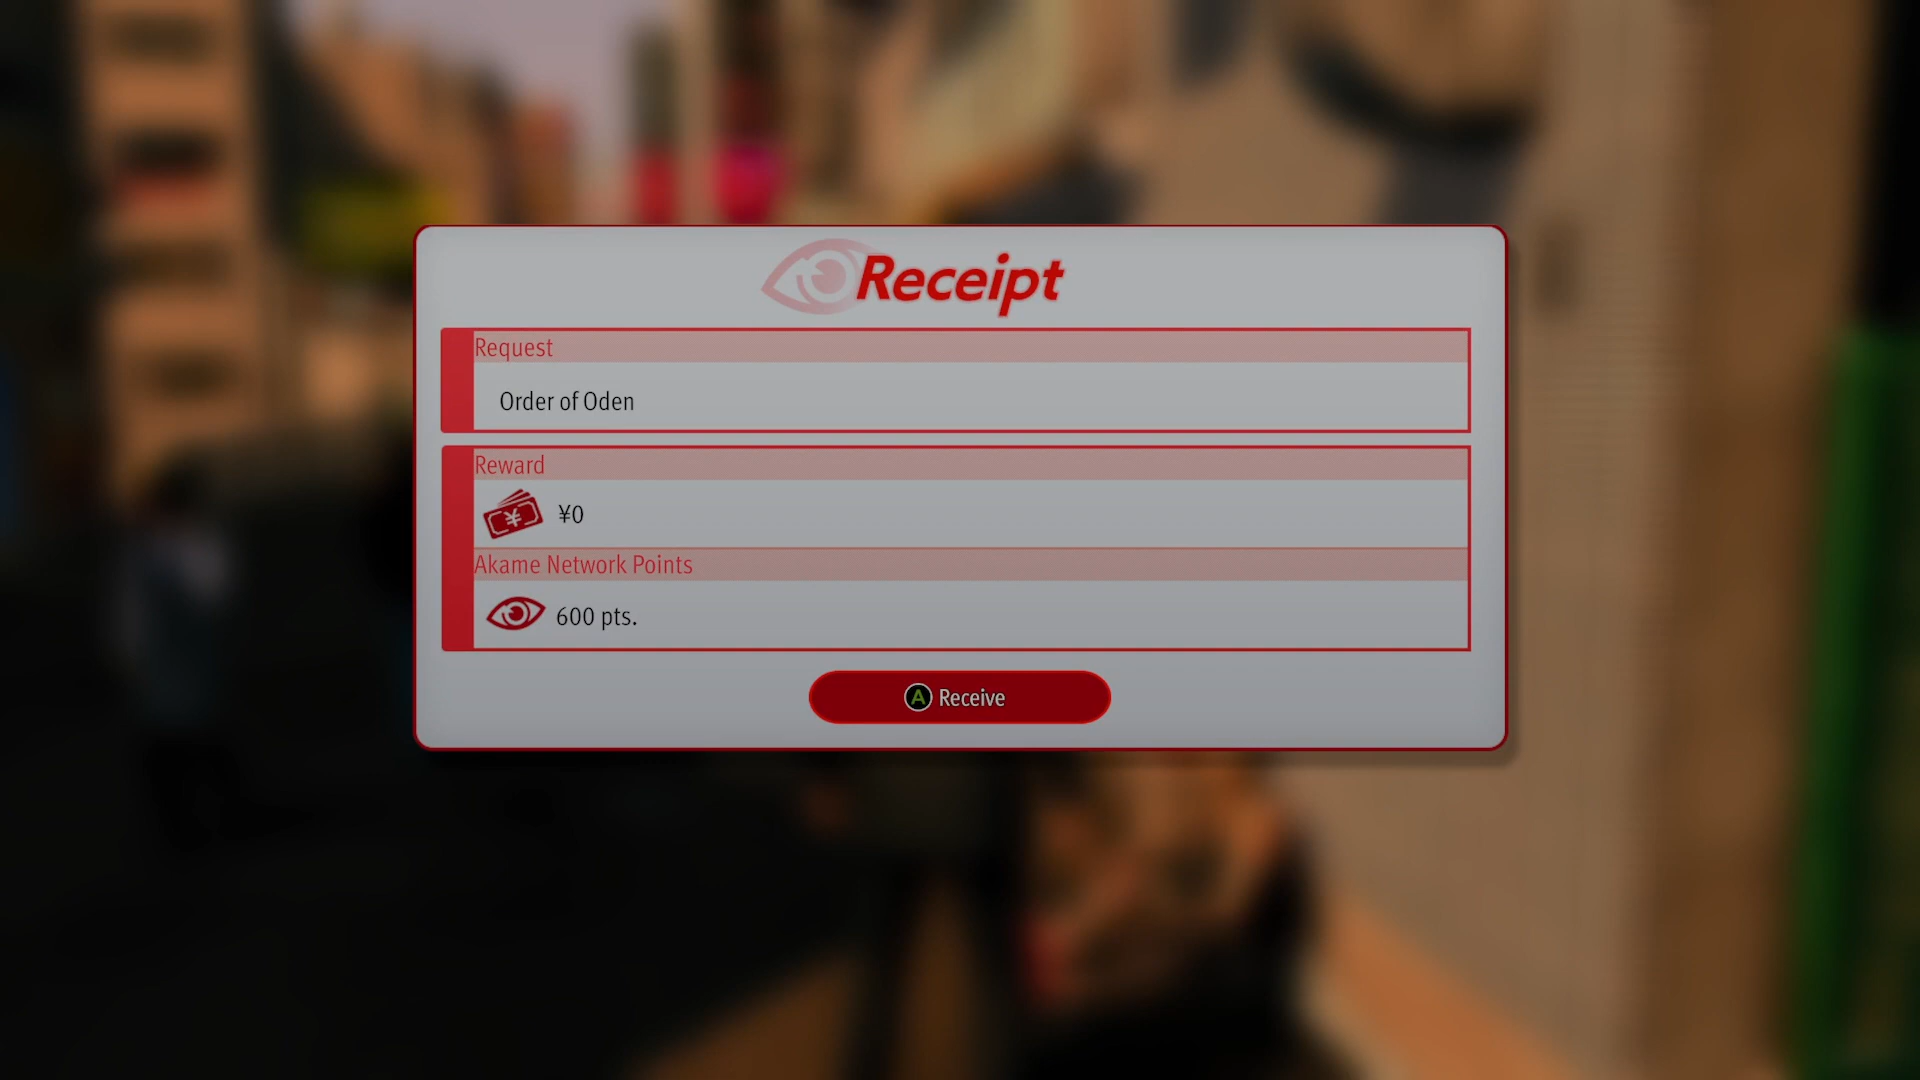 Receipt
Request
Order of Oden
Reward
¥0
Akame Network Points
600 pts.
A Receive